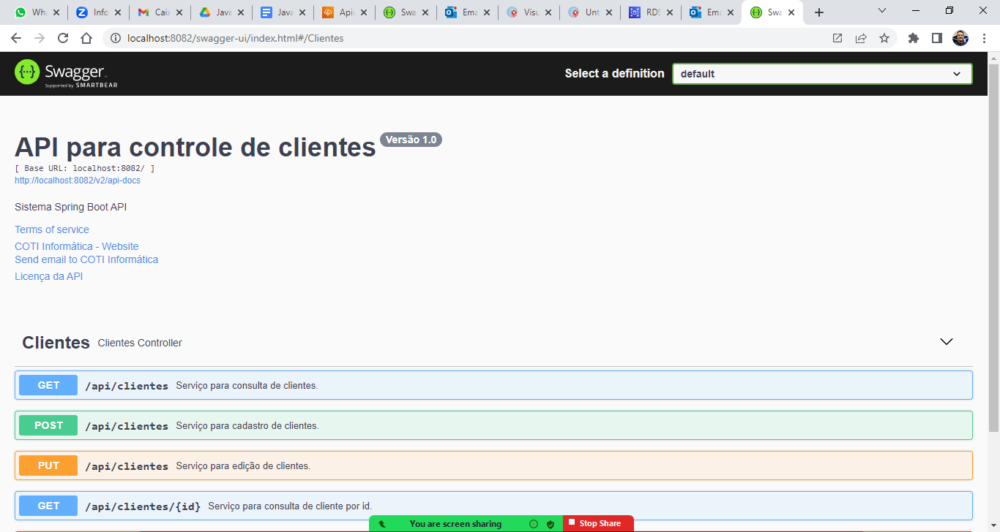 Wha
Info
Caix
Java
Java
Apic
Swa
Ema
Visu
Unt
RDS
Ema
Swa
localhost:8082/swagger-ui/index.html#/Clientes
{···} Swagger.
Supported by SMARTBEAR
Select a definition
default
API para controle de clientes Versão 1.0
[ Base URL: localhost:8082/ ]
http://localhost:8082/v2/api-docs
Sistema Spring Boot API
Terms of service
COTI Informática - Website
Send email to COTI Informática
Licença da API
Clientes Clientes Controller
GET /api/clientes Serviço para consulta de clientes.
POST /api/clientes Serviço para cadastro de clientes.
PUT /api/clientes Serviço para edição de clientes.
GET /api/clientes/{id} Serviço para consulta de cliente por id.
You are screen sharing
Stop Share